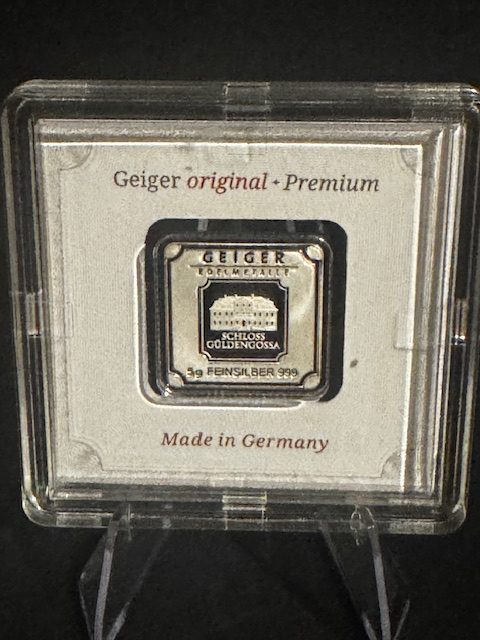 Geiger original • Premium
GEIGER
EDELMETALLE
SCHLOSS
GÜLDENGOSSA
5g FEINSILBER 999
Made in Germany